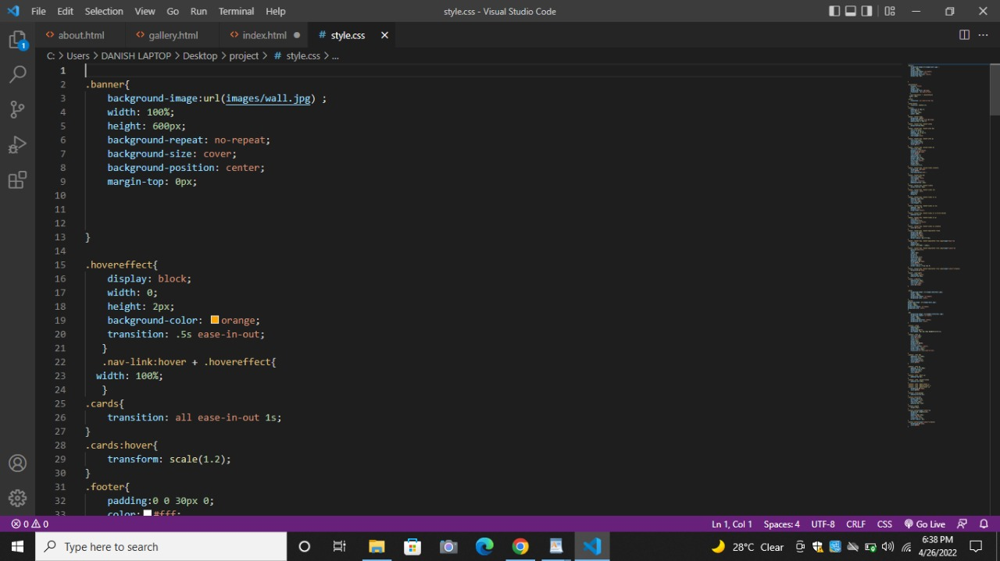 File Edit Selection View Go Run Terminal Help style.css - Visual Studio Code
about.html gallery.html index.html style.css
C: > Users > DANISH LAPTOP > Desktop > project > # style.css > ...
1
2 .banner{
3 background-image:url(images/wall.jpg) ;
4 width: 100%;
5 height: 600px;
6 background-repeat: no-repeat;
7 background-size: cover;
8 background-position: center;
9 margin-top: 0px;
10
11
12
13 }
14
15 .hovereffect{
16 display: block;
17 width: 0;
18 height: 2px;
19 background-color: orange;
20 transition: .5s ease-in-out;
21 }
22 .nav-link:hover + .hovereffect{
23 width: 100%;
24 }
25 .cards{
26 transition: all ease-in-out 1s;
27 }
28 .cards:hover{
29 transform: scale(1.2);
30 }
31 .footer{
32 padding:0 0 30px 0;
33 color: #fff;
1
0 0 Ln 1, Col 1 Spaces: 4 UTF-8 CRLF CSS Go Live
Type here to search 28°C Clear 6:38 PM
4/26/2022